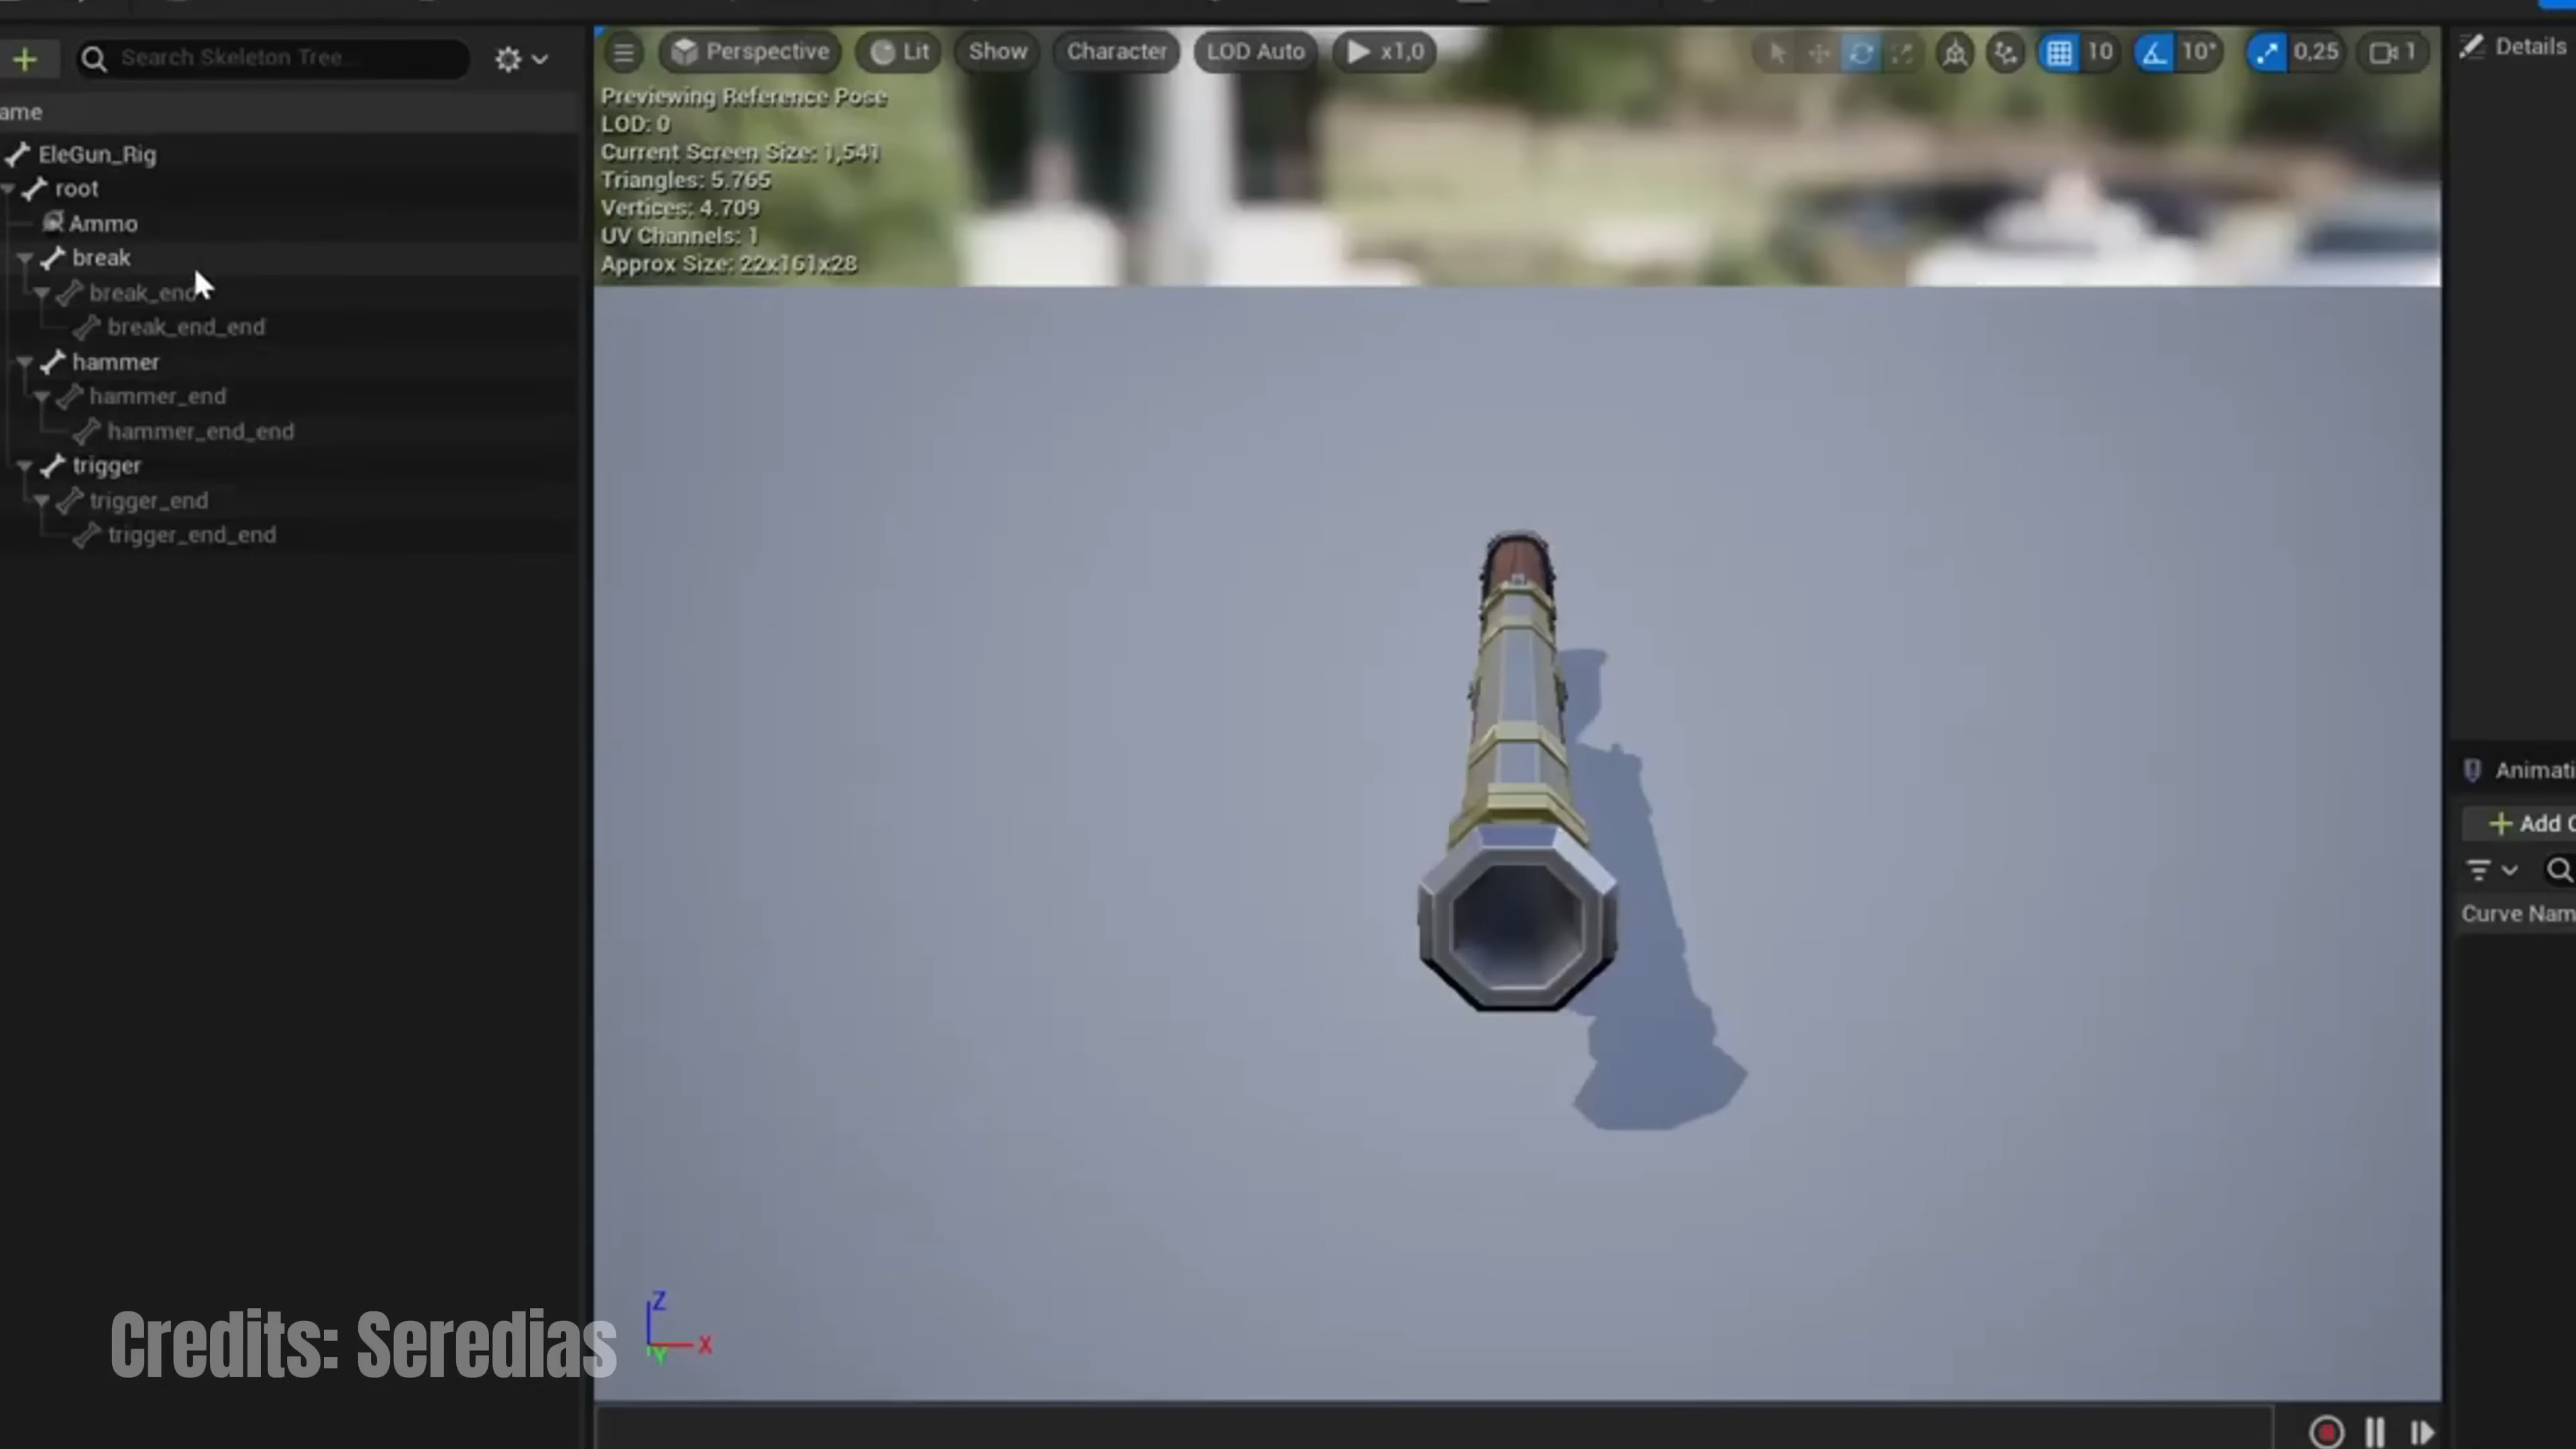 Search Skeleton Tree...
ame
EleGun_Rig
root
Ammo
break
break_end
break_end_end
hammer
hammer_end
hammer_end_end
trigger
trigger_end
trigger_end_end
Perspective Lit Show Character LOD Auto x1,0
10 10° 0,25 1
Previewing Reference Pose
LOD: 0
Current Screen Size: 1,541
Triangles: 5.765
Vertices: 4.709
UV Channels: 1
Approx Size: 22x161x28
Z
X
Y
Details
Animati
Add C
Curve Nam
Credits: Seredias